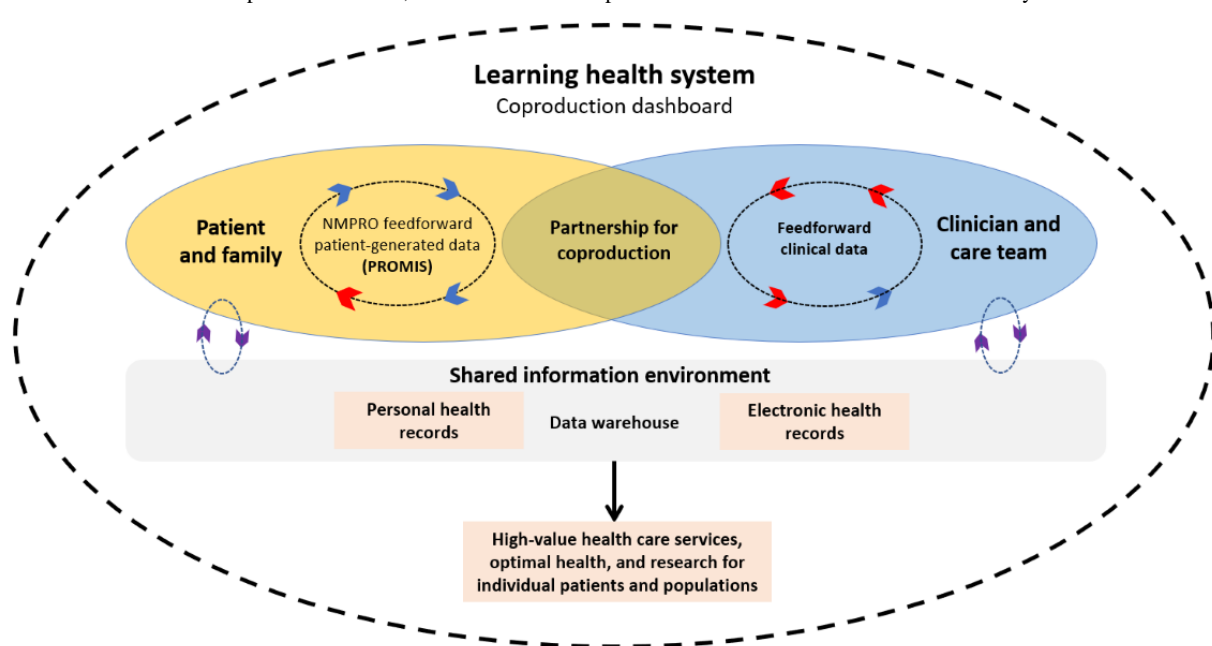 Learning health system
Coproduction dashboard
Patient
and family
NMPRO feedforward
patient-generated data
(PROMIS)
Partnership for
coproduction
Feedforward
clinical data
Clinician and
care team
Shared information environment
Personal health
records
Data warehouse
Electronic health
records
High-value health care services,
optimal health, and research for
individual patients and populations